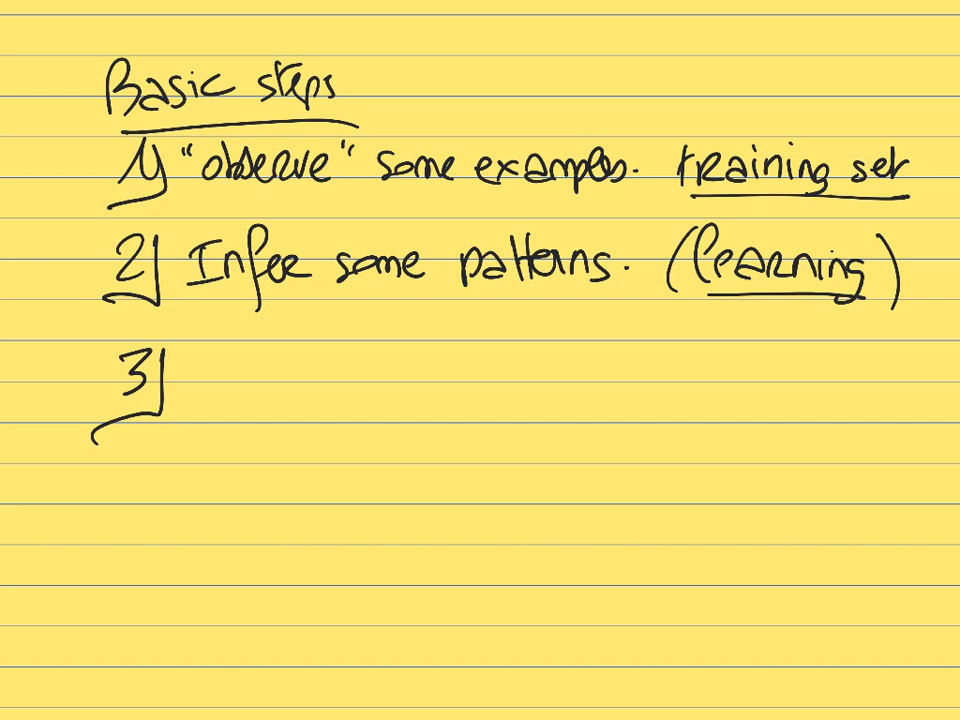 Basic steps
1) "observe" some examples. training set
2) Infer some patterns. (learning)
3)